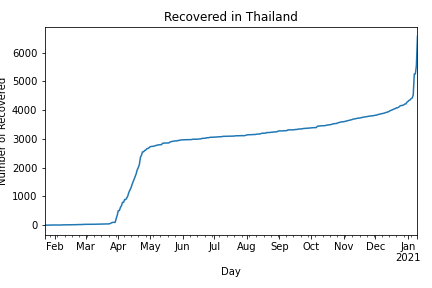 Recovered in Thailand
Number of Recovered
6000
5000
4000
3000
2000
1000
0
Feb Mar Apr May Jun Jul Aug Sep Oct Nov Dec Jan
2021
Day